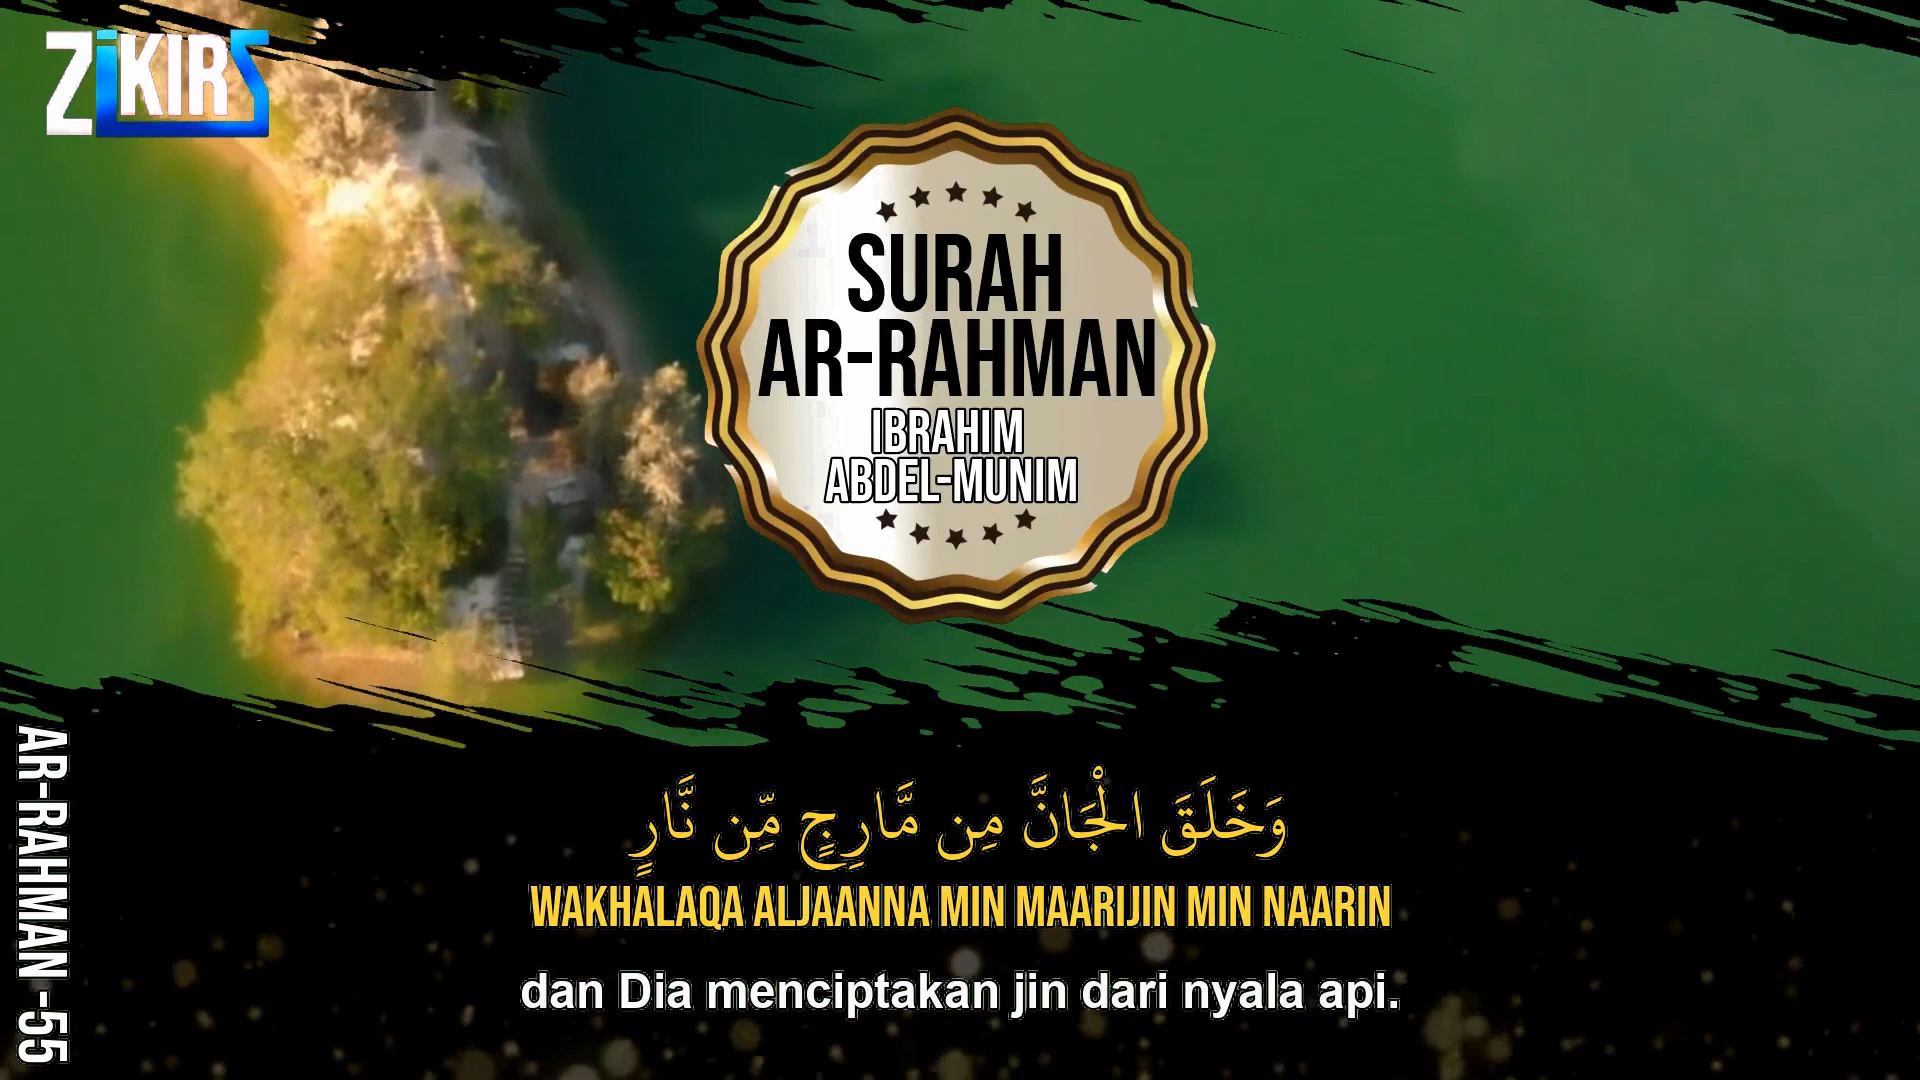 ZiKIRZ
SURAH
AR-RAHMAN
IBRAHIM
ABDEL-MUNIM
وَخَلَقَ الْجَانَّ مِن مَّارِجٍ مِّن نَّارٍ
WAKHALAQA ALJAANNA MIN MAARIJIN MIN NAARIN
dan Dia menciptakan jin dari nyala api.
AR-RAHMAN -55